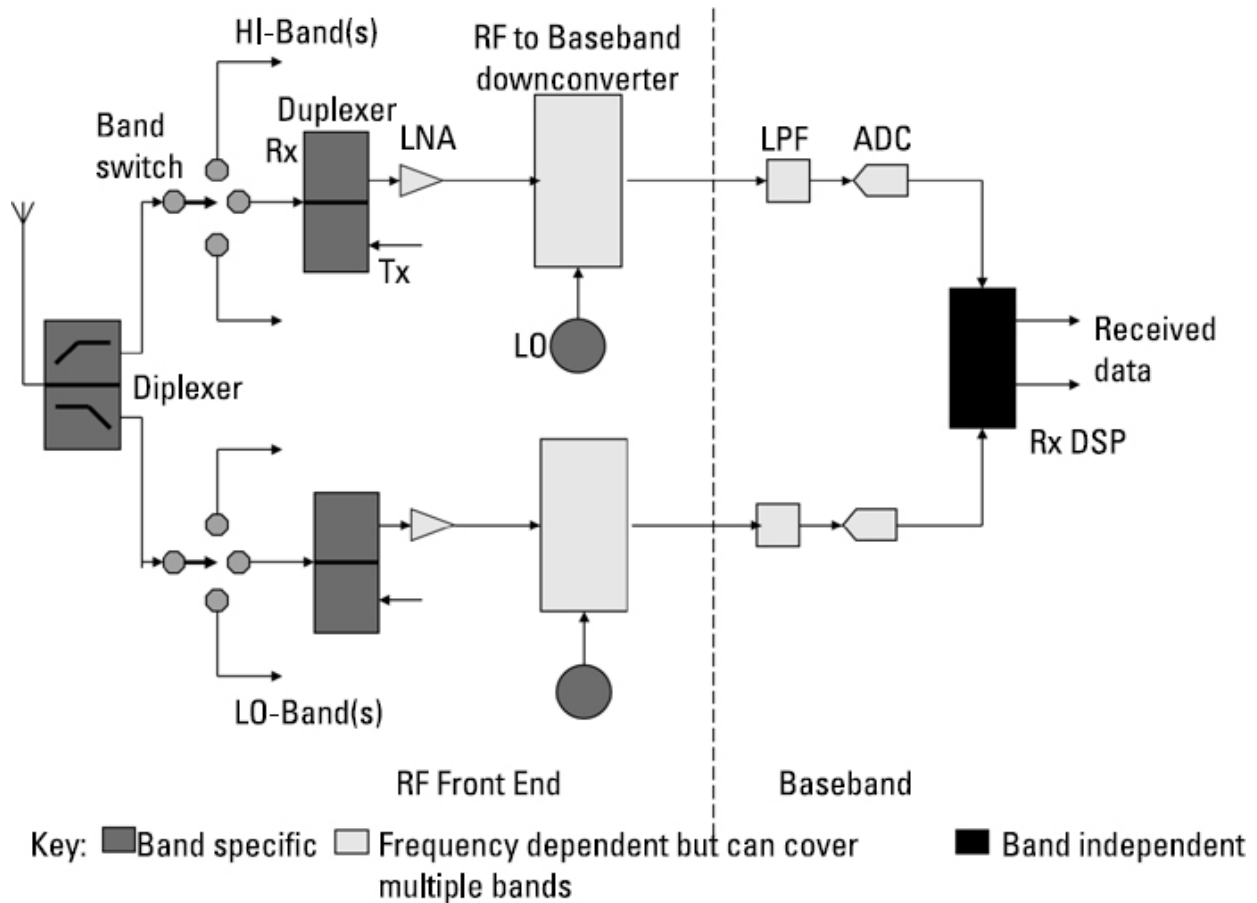 HI-Band(s)
RF to Baseband
downconverter
Band
switch
Duplexer
Rx
LNA
LPF
ADC
Tx
LO
Diplexer
Received
data
Rx DSP
LO-Band(s)
RF Front End
Baseband
Key: Band specific Frequency dependent but can cover Band independent
multiple bands